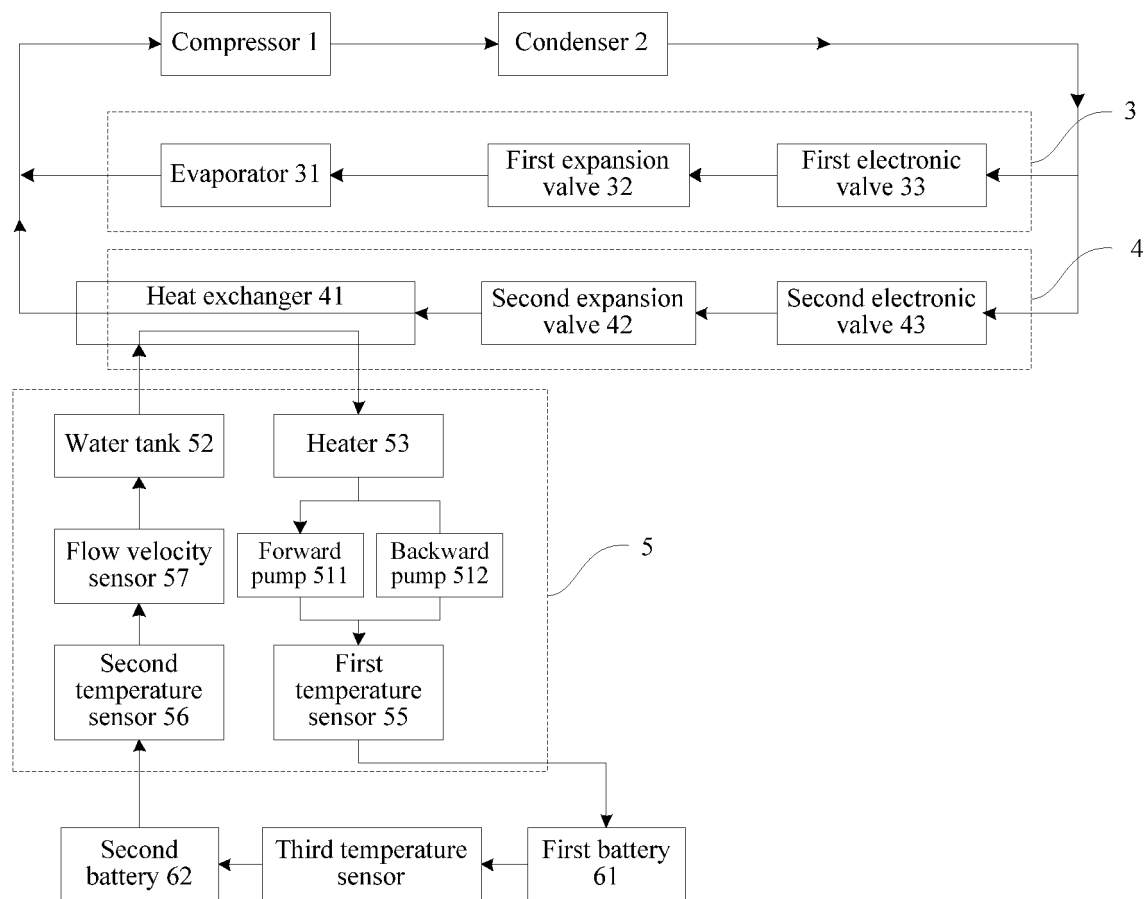 Compressor 1
Condenser 2
3
Evaporator 31
First expansion
valve 32
First electronic
valve 33
4
Heat exchanger 41
Second expansion
valve 42
Second electronic
valve 43
Water tank 52
Heater 53
5
Flow velocity
sensor 57
Forward
pump 511
Backward
pump 512
Second
temperature
sensor 56
First
temperature
sensor 55
Second
battery 62
Third temperature
sensor
First battery
61